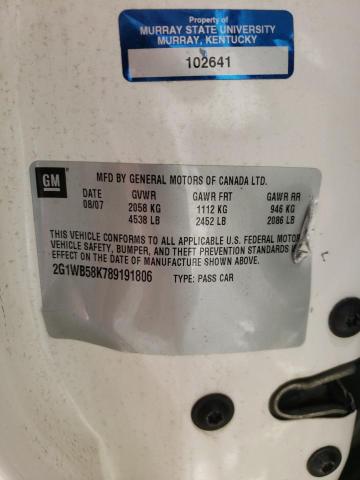 Property of
MURRAY STATE UNIVERSITY
MURRAY, KENTUCKY
102641
GM
MFD BY GENERAL MOTORS OF CANADA LTD.
DATE GVWR GAWR FRT GAWR RR
08/07 2058 KG 1112 KG 946 KG
4538 LB 2452 LB 2086 LB
THIS VEHICLE CONFORMS TO ALL APPLICABLE U.S. FEDERAL MOTOR
VEHICLE SAFETY, BUMPER, AND THEFT PREVENTION STANDARDS
EFFECT ON THE DATE OF MANUFACTURE SHOWN ABOVE.
2G1WB58K789191806 TYPE: PASS CAR